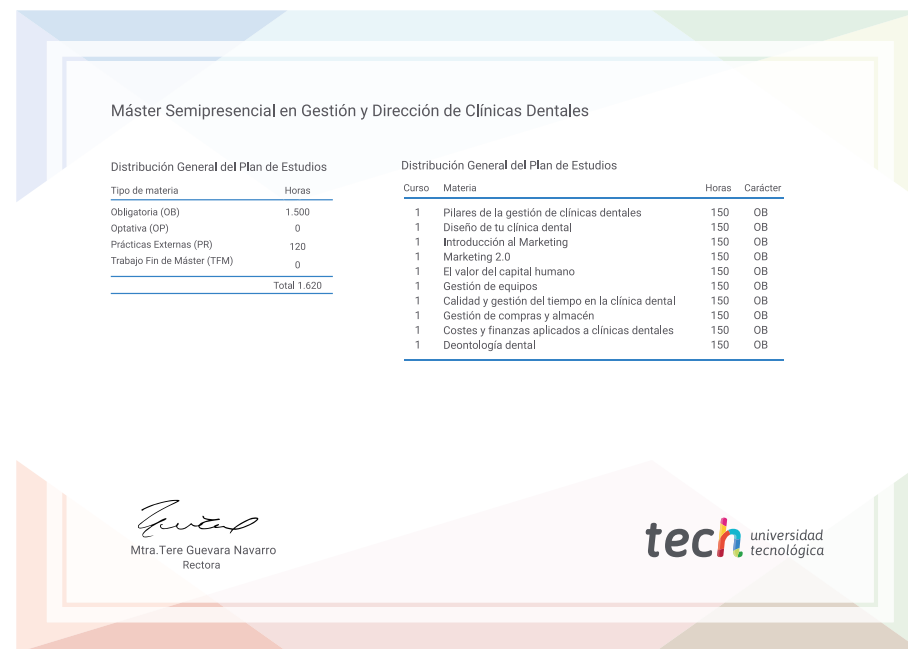 Máster Semipresencial en Gestión y Dirección de Clínicas Dentales
Distribución General del Plan de Estudios
Tipo de materia Horas
Obligatoria (OB) 1.500
Optativa (OP) 0
Prácticas Externas (PR) 120
Trabajo Fin de Máster (TFM) 0
Total 1.620
Distribución General del Plan de Estudios
Curso Materia Horas Carácter
1 Pilares de la gestión de clínicas dentales 150 OB
1 Diseño de tu clínica dental 150 OB
1 Introducción al Marketing 150 OB
1 Marketing 2.0 150 OB
1 El valor del capital humano 150 OB
1 Gestión de equipos 150 OB
1 Calidad y gestión del tiempo en la clínica dental 150 OB
1 Gestión de compras y almacén 150 OB
1 Costes y finanzas aplicados a clínicas dentales 150 OB
1 Deontología dental 150 OB
Mtra.Tere Guevara Navarro
Rectora
tech universidad
tecnológica